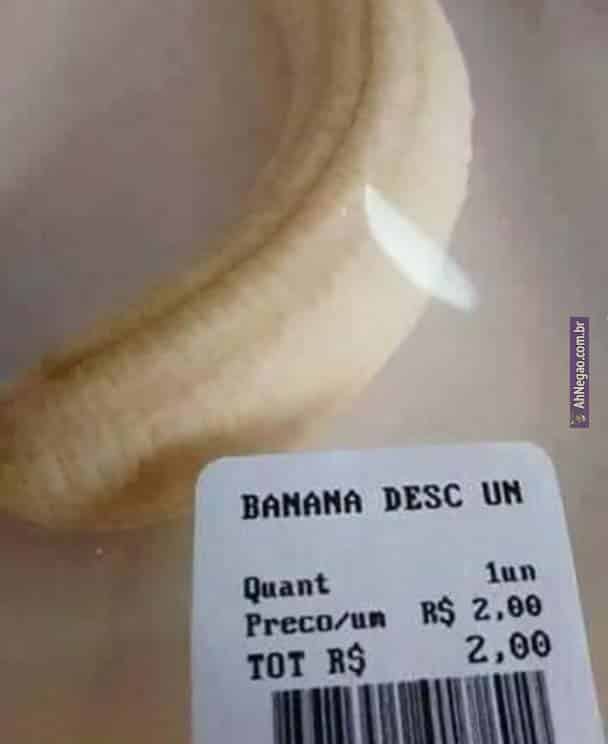 AhNegao.com.br
BANANA DESC UN
Quant 1un
Preco/um R$ 2,00
TOT R$ 2,00